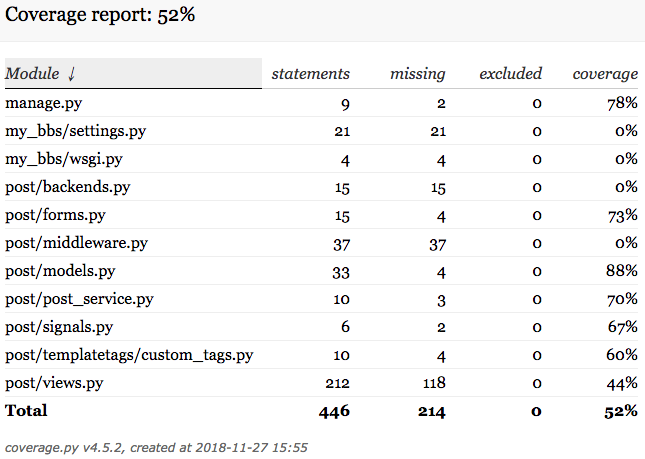 Coverage report: 52%
Module ↓ statements missing excluded coverage
manage.py 9 2 0 78%
my_bbs/settings.py 21 21 0 0%
my_bbs/wsgi.py 4 4 0 0%
post/backends.py 15 15 0 0%
post/forms.py 15 4 0 73%
post/middleware.py 37 37 0 0%
post/models.py 33 4 0 88%
post/post_service.py 10 3 0 70%
post/signals.py 6 2 0 67%
post/templatetags/custom_tags.py 10 4 0 60%
post/views.py 212 118 0 44%
Total 446 214 0 52%
coverage.py v4.5.2, created at 2018-11-27 15:55